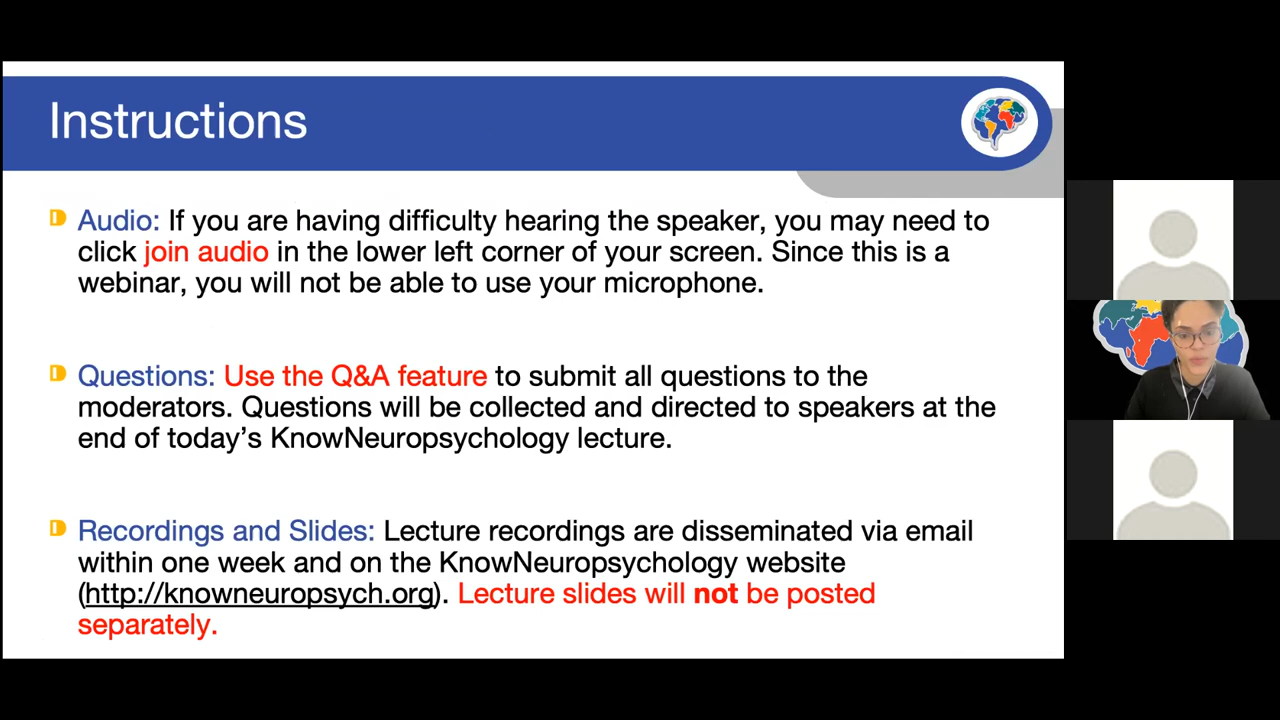 Instructions
Audio: If you are having difficulty hearing the speaker, you may need to
click join audio in the lower left corner of your screen. Since this is a
webinar, you will not be able to use your microphone.
Questions: Use the Q&A feature to submit all questions to the
moderators. Questions will be collected and directed to speakers at the
end of today’s KnowNeuropsychology lecture.
Recordings and Slides: Lecture recordings are disseminated via email
within one week and on the KnowNeuropsychology website
(http://knowneuropsych.org). Lecture slides will not be posted
separately.